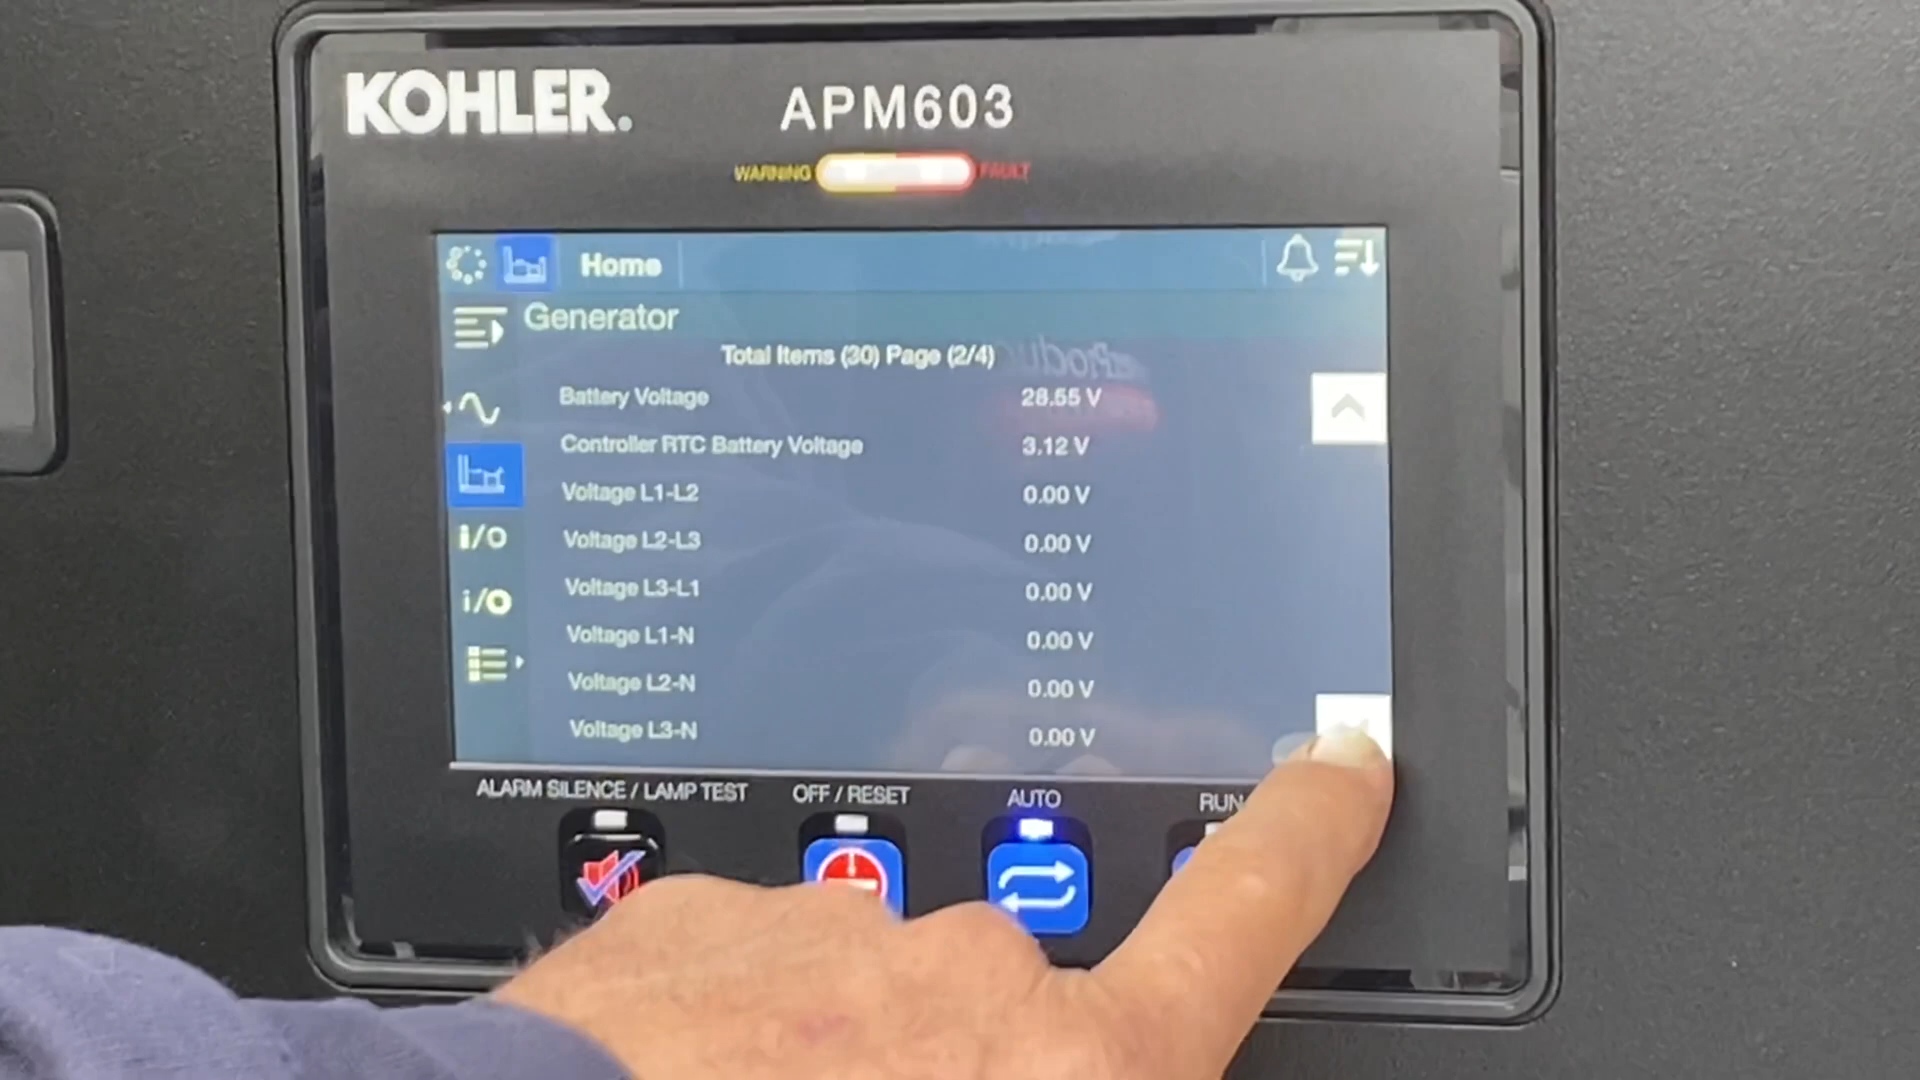 KOHLER.
APM603
WARNING FAULT
Home
Generator
Total Items (30) Page (2/4)
Battery Voltage 28.55 V
Controller RTC Battery Voltage 3.12 V
Voltage L1-L2 0.00 V
Voltage L2-L3 0.00 V
Voltage L3-L1 0.00 V
Voltage L1-N 0.00 V
Voltage L2-N 0.00 V
Voltage L3-N 0.00 V
i/O
i/O
ALARM SILENCE / LAMP TEST OFF / RESET AUTO RUN